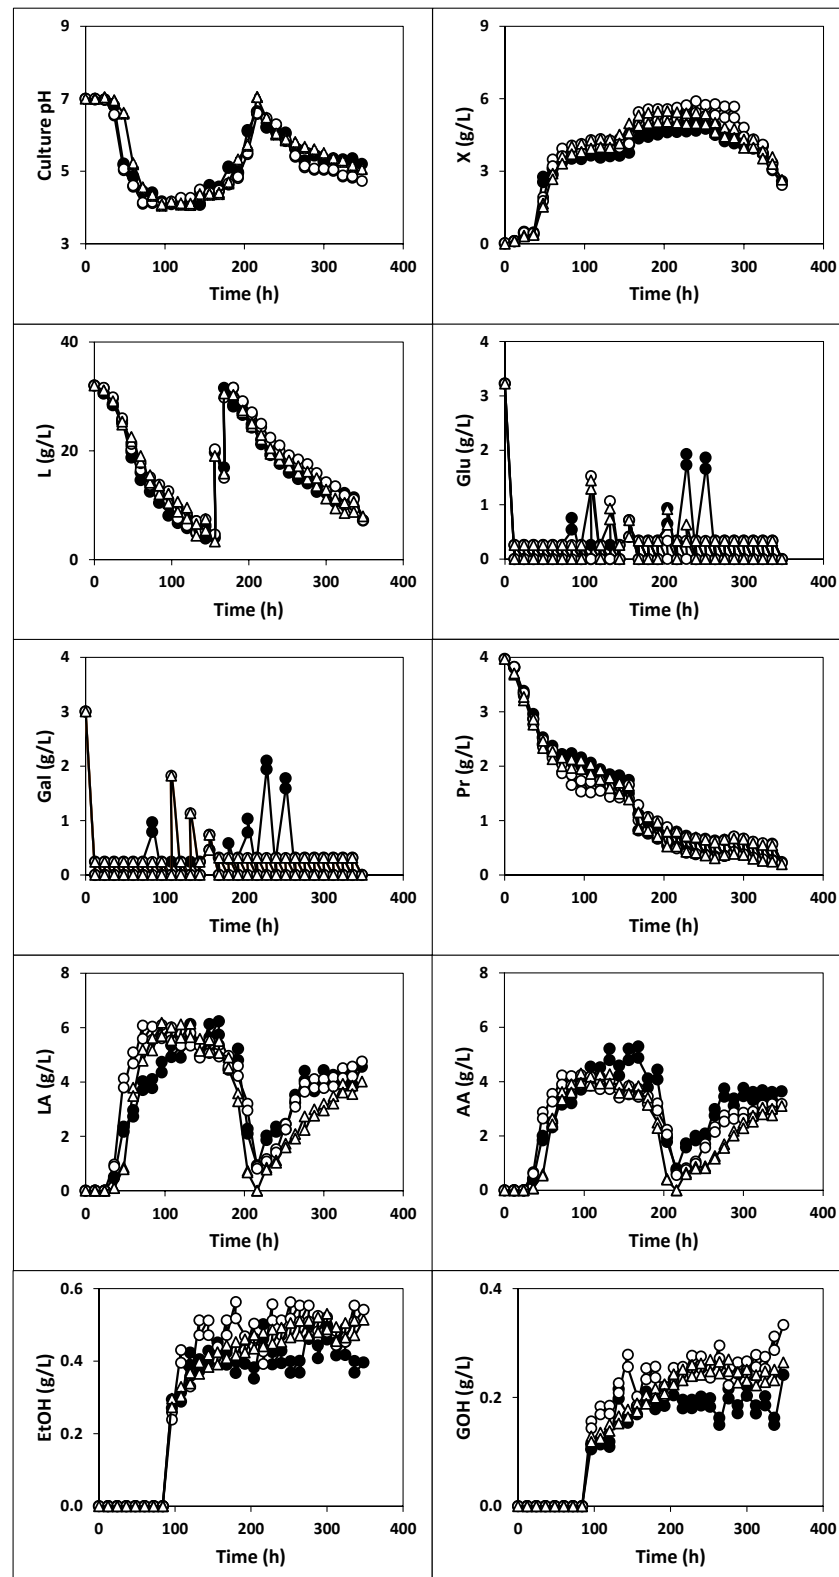 9
7
5
3
Culture pH
0 100 200 300 400
Time (h)
9
6
3
0
X (g/L)
0 100 200 300 400
Time (h)
40
20
0
L (g/L)
0 100 200 300 400
Time (h)
4
3
2
1
0
Glu (g/L)
0 100 200 300 400
Time (h)
4
3
2
1
0
Gal (g/L)
0 100 200 300 400
Time (h)
4
3
2
1
0
Pr (g/L)
0 100 200 300 400
Time (h)
8
6
4
2
0
LA (g/L)
0 100 200 300 400
Time (h)
8
6
4
2
0
AA (g/L)
0 100 200 300 400
Time (h)
0.6
0.4
0.2
0.0
EtOH (g/L)
0 100 200 300 400
Time (h)
0.4
0.2
0.0
GOH (g/L)
0 100 200 300 400
Time (h)